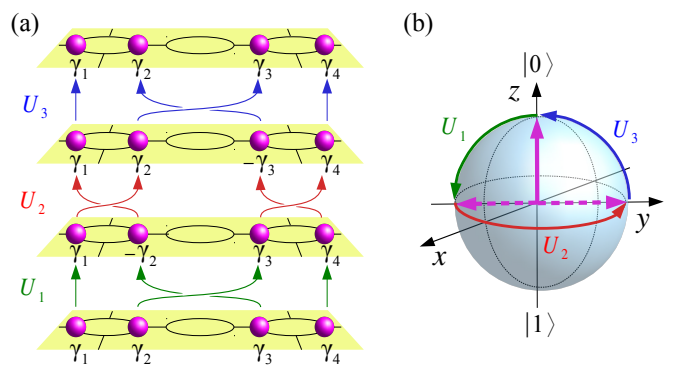 (a)
γ₁ γ₂ γ₃ γ₄
U₃
γ₁ γ₂ −γ₃ γ₄
U₂
γ₁ −γ₂ γ₃ γ₄
U₁
γ₁ γ₂ γ₃ γ₄
(b)
|0⟩
z
U₁ U₃
y
U₂
x
|1⟩